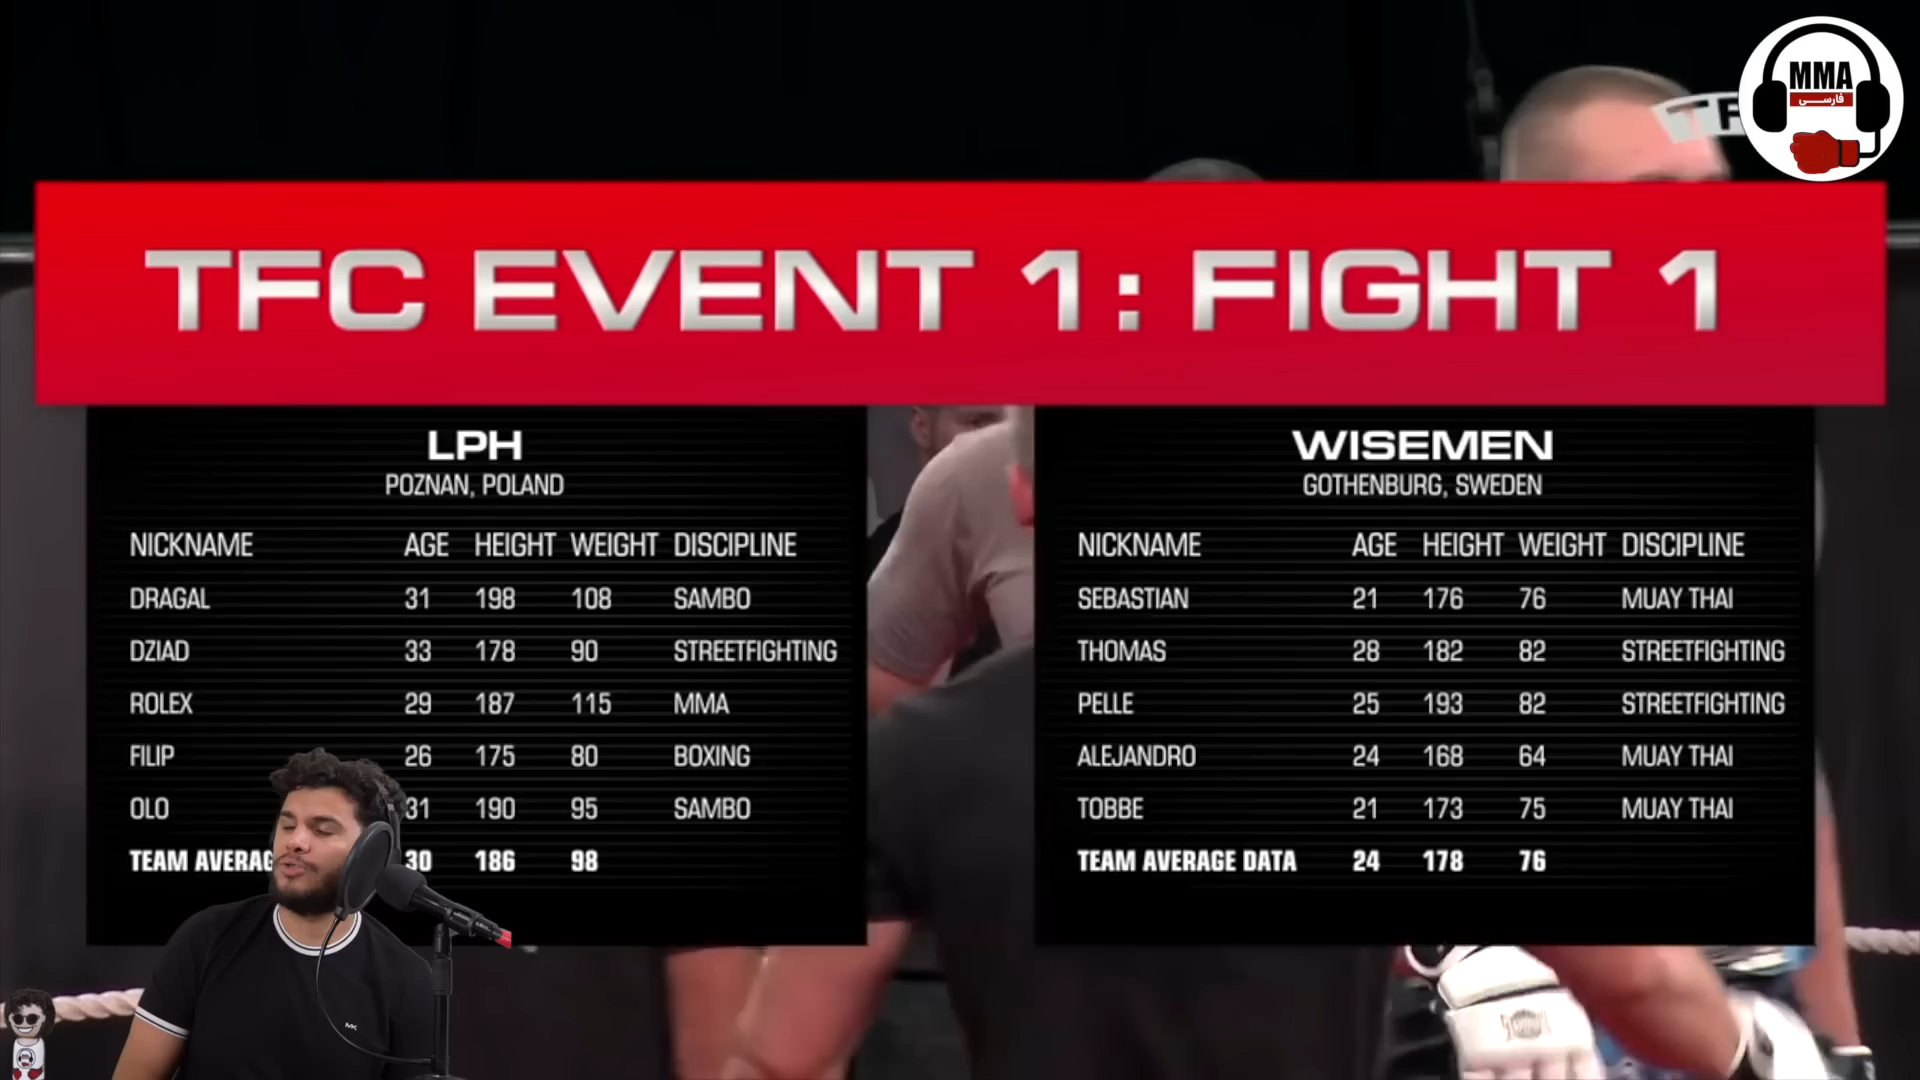 MMA
فارسی
TFC EVENT 1: FIGHT 1
LPH
POZNAN, POLAND
NICKNAME AGE HEIGHT WEIGHT DISCIPLINE
DRAGAL 31 198 108 SAMBO
DZIAD 33 178 90 STREETFIGHTING
ROLEX 29 187 115 MMA
FILIP 26 175 80 BOXING
OLO 31 190 95 SAMBO
TEAM AVERAG 30 186 98
WISEMEN
GOTHENBURG, SWEDEN
NICKNAME AGE HEIGHT WEIGHT DISCIPLINE
SEBASTIAN 21 176 76 MUAY THAI
THOMAS 28 182 82 STREETFIGHTING
PELLE 25 193 82 STREETFIGHTING
ALEJANDRO 24 168 64 MUAY THAI
TOBBE 21 173 75 MUAY THAI
TEAM AVERAGE DATA 24 178 76
MK